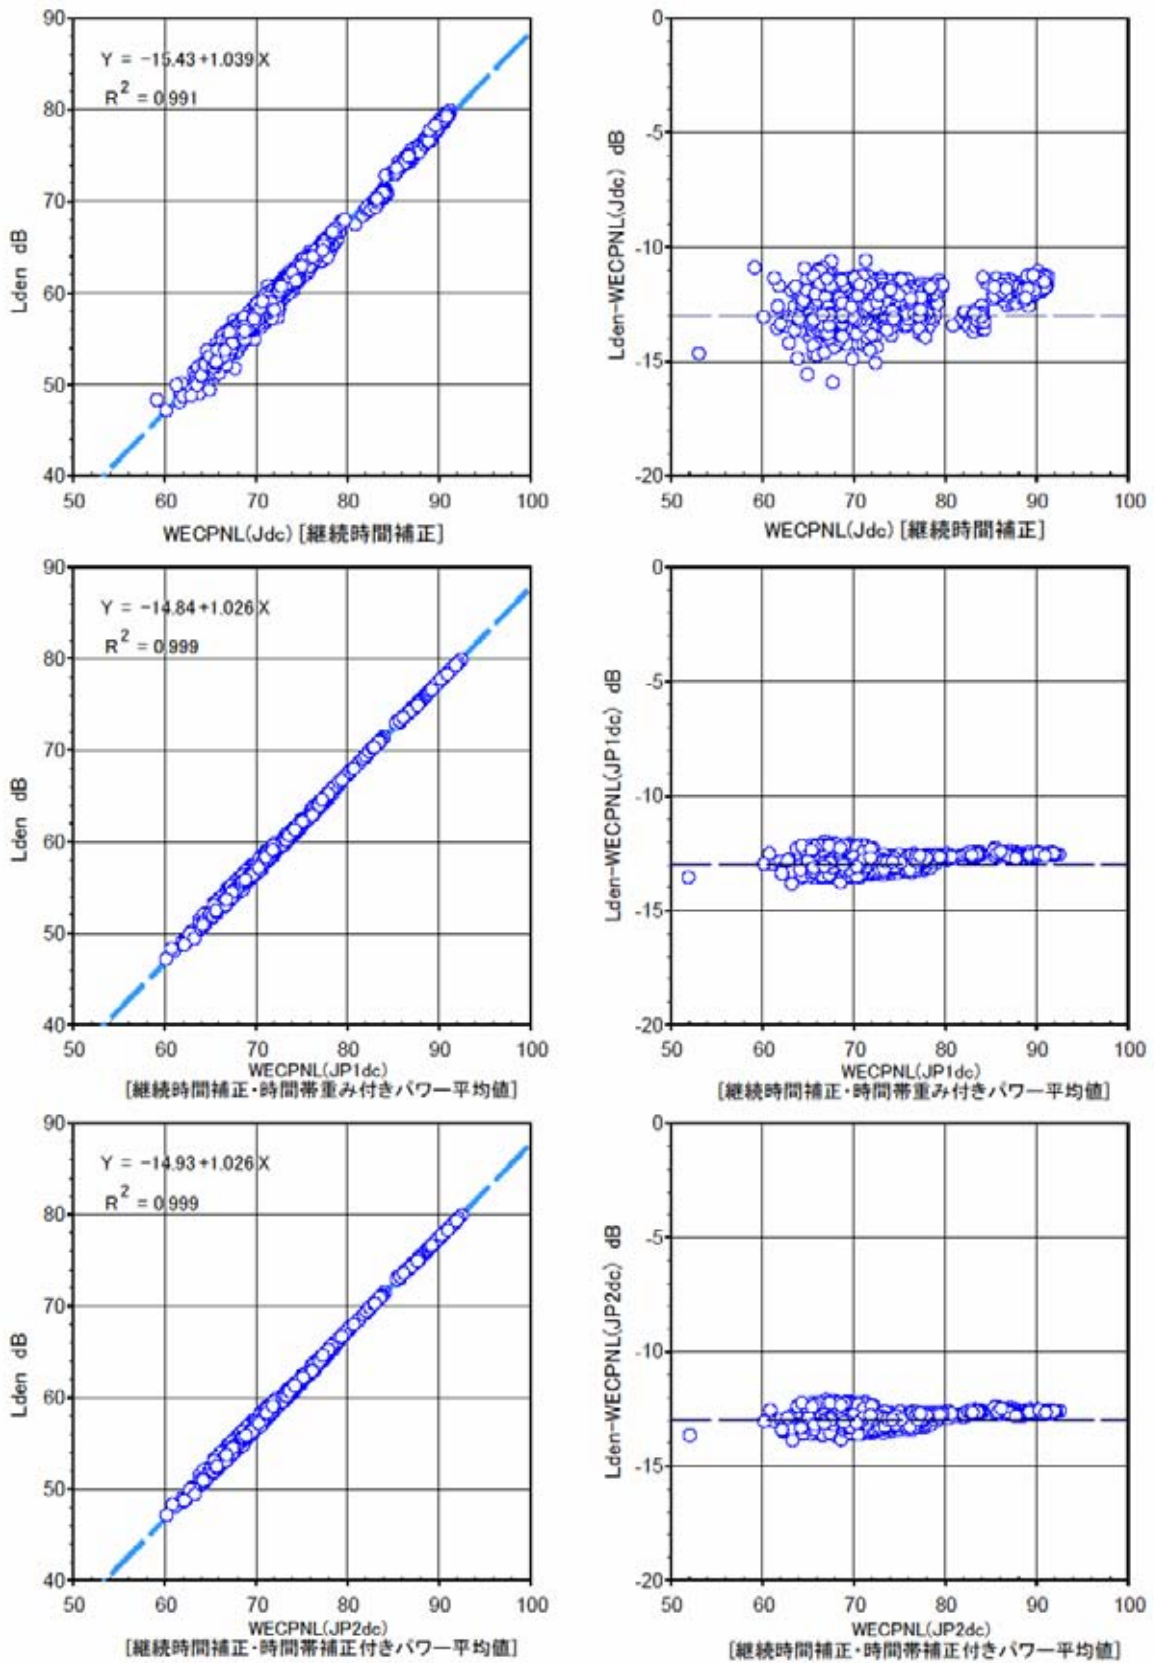 90
80
70
60
50
40
Lden dB
Y = -15.43+1.039 X
R2 = 0.991
50 60 70 80 90 100
WECPNL(Jdc) [継続時間補正]
0
-5
-10
-15
-20
Lden-WECPNL(Jdc) dB
50 60 70 80 90 100
WECPNL(Jdc) [継続時間補正]
90
80
70
60
50
40
Lden dB
Y = -14.84+1.026 X
R2 = 0.999
50 60 70 80 90 100
WECPNL(JP1dc)
[継続時間補正・時間帯重み付きパワー平均値]
0
-5
-10
-15
-20
Lden-WECPNL(JP1dc) dB
50 60 70 80 90 100
WECPNL(JP1dc)
[継続時間補正・時間帯重み付きパワー平均値]
90
80
70
60
50
40
Lden dB
Y = -14.93+1.026 X
R2 = 0.999
50 60 70 80 90 100
WECPNL(JP2dc)
[継続時間補正・時間帯補正付きパワー平均値]
0
-5
-10
-15
-20
Lden-WECPNL(JP2dc) dB
50 60 70 80 90 100
WECPNL(JP2dc)
[継続時間補正・時間帯補正付きパワー平均値]